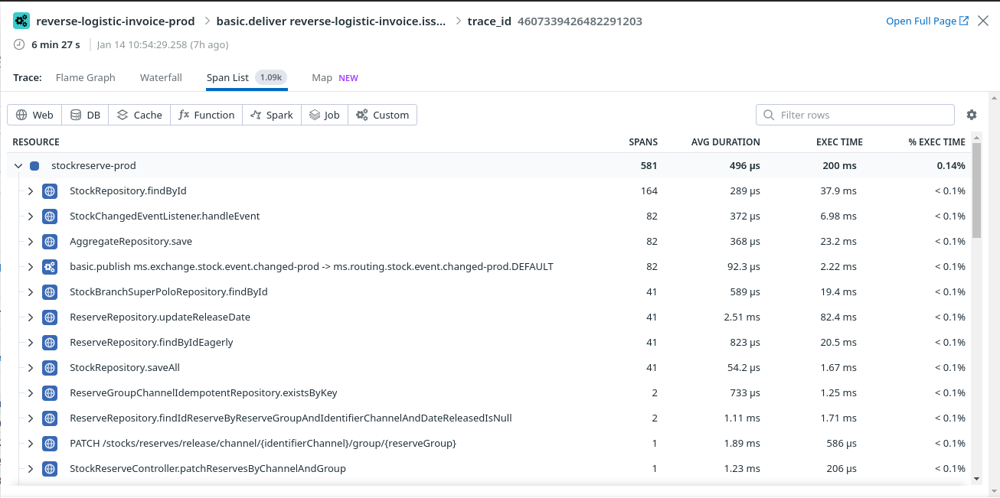 reverse-logistic-invoice-prod > basic.deliver reverse-logistic-invoice.iss... > trace_id 4607339426482291203 Open Full Page
6 min 27 s Jan 14 10:54:29.258 (7h ago)
Trace: Flame Graph Waterfall Span List 1.09k Map NEW
Web DB Cache Function Spark Job Custom Filter rows
RESOURCE SPANS AVG DURATION EXEC TIME % EXEC TIME
stockreserve-prod 581 496 µs 200 ms 0.14%
StockRepository.findById 164 289 µs 37.9 ms < 0.1%
StockChangedEventListener.handleEvent 82 372 µs 6.98 ms < 0.1%
AggregateRepository.save 82 368 µs 23.2 ms < 0.1%
basic.publish ms.exchange.stock.event.changed-prod -> ms.routing.stock.event.changed-prod.DEFAULT 82 92.3 µs 2.22 ms < 0.1%
StockBranchSuperPoloRepository.findById 41 589 µs 19.4 ms < 0.1%
ReserveRepository.updateReleaseDate 41 2.51 ms 82.4 ms < 0.1%
ReserveRepository.findByIdEagerly 41 823 µs 20.5 ms < 0.1%
StockRepository.saveAll 41 54.2 µs 1.67 ms < 0.1%
ReserveGroupChannelIdempotentRepository.existsByKey 2 733 µs 1.25 ms < 0.1%
ReserveRepository.findIdReserveByReserveGroupAndIdentifierChannelAndDateReleasedIsNull 2 1.11 ms 1.71 ms < 0.1%
PATCH /stocks/reserves/release/channel/{identifierChannel}/group/{reserveGroup} 1 1.89 ms 586 µs < 0.1%
StockReserveController.patchReservesByChannelAndGroup 1 1.23 ms 206 µs < 0.1%